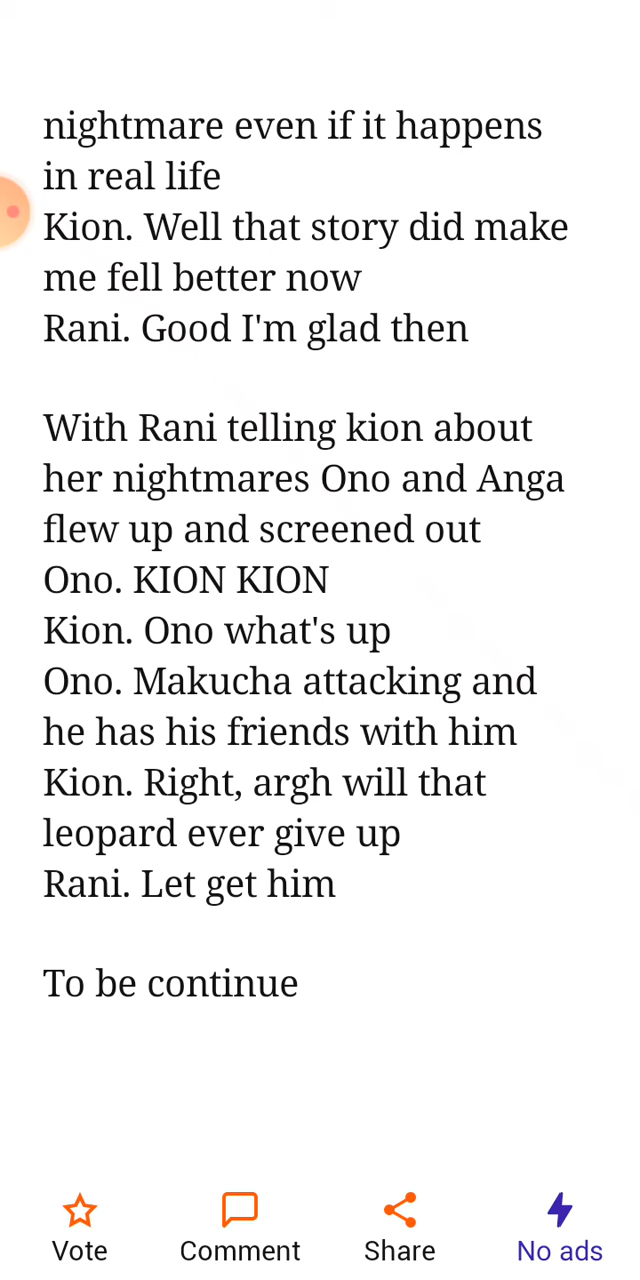 nightmare even if it happens
in real life
Kion. Well that story did make
me fell better now
Rani. Good I'm glad then
With Rani telling kion about
her nightmares Ono and Anga
flew up and screened out
Ono. KION KION
Kion. Ono what's up
Ono. Makucha attacking and
he has his friends with him
Kion. Right, argh will that
leopard ever give up
Rani. Let get him
To be continue
Vote Comment Share No ads